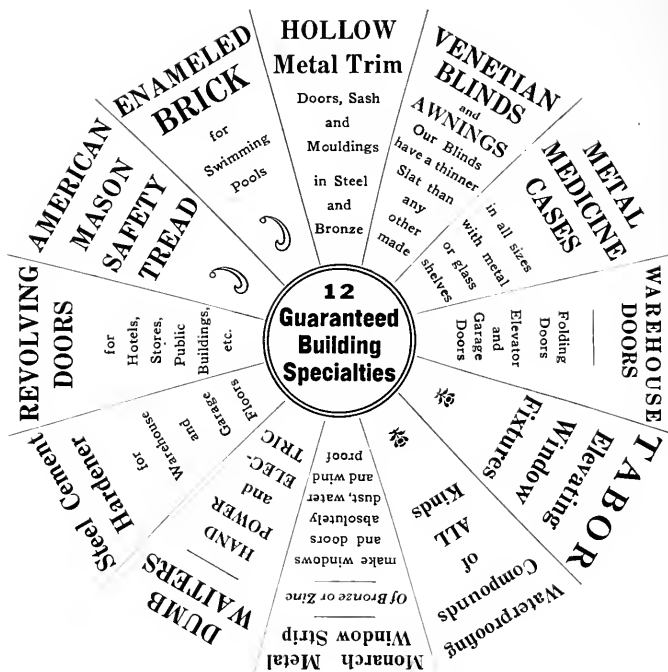 12
Guaranteed
Building
Specialties
HOLLOW
Metal Trim
Doors, Sash
and
Mouldings
in Steel
and
Bronze
VENETIAN
BLINDS
and
AWNINGS
Our Blinds
have a thinner
Slat than
any
other
made
METAL
MEDICINE
CASES
in all sizes
with metal
or glass
shelves
WAREHOUSE
DOORS
Folding
Doors
Elevator
and
Garage
Doors
TABOR
Elevating
Window
Fixtures
Waterproofing
Compounds
of
ALL
Kinds
Monarch Metal
Window Strip
Of Bronze or Zinc
make windows
and doors
absolutely
dust, water,
and wind
proof
DUMB
WAITERS
HAND
POWER
and
ELEC-
TRIC
Steel Cement
Hardener
for
Warehouse
and
Garage
Floors
REVOLVING
DOORS
for
Hotels,
Stores,
Public
Buildings,
etc.
AMERICAN
MASON
SAFETY
TREAD
ENAMELED
BRICK
for
Swimming
Pools